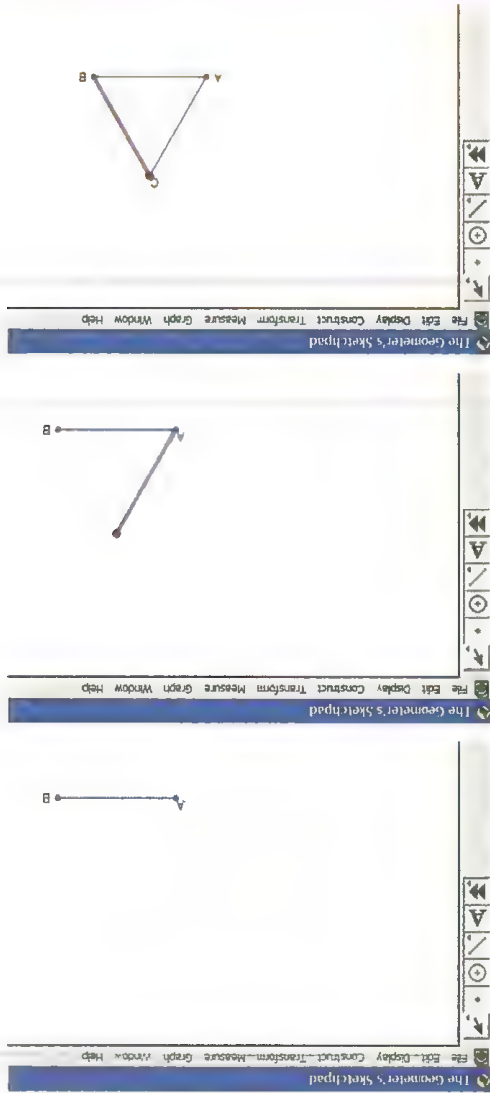 The Geometer's Sketchpad
File Edit Display Construct Transform Measure Graph Window Help
A
A B
The Geometer's Sketchpad
File Edit Display Construct Transform Measure Graph Window Help
A
A B
The Geometer's Sketchpad
File Edit Display Construct Transform Measure Graph Window Help
A
C
A B